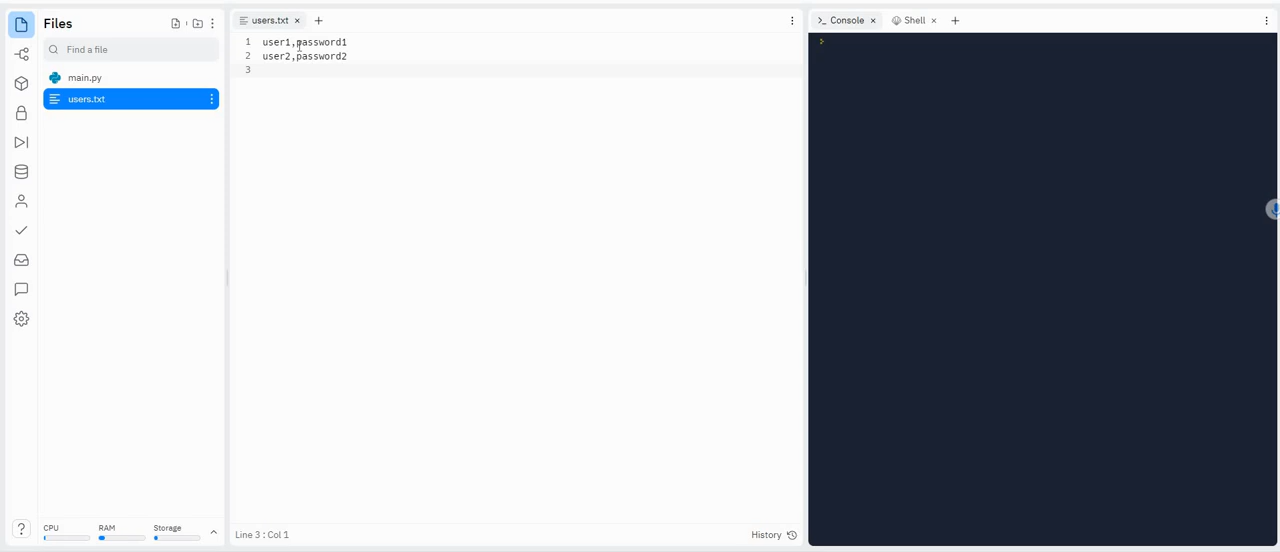 Files
Find a file
main.py
users.txt
CPU
RAM
Storage
users.txt
1 user1,password1
2 user2,password2
3
Line 3 : Col 1
History
Console
Shell